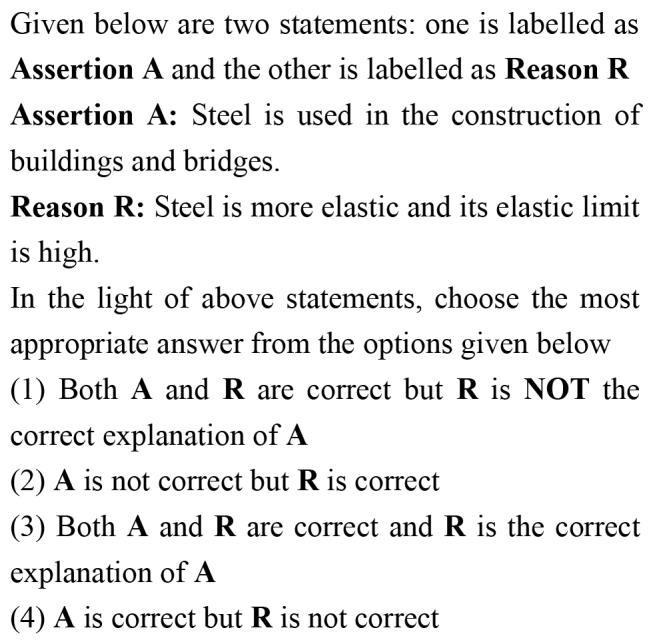 Given below are two statements: one is labelled as
Assertion A and the other is labelled as Reason R
Assertion A: Steel is used in the construction of
buildings and bridges.
Reason R: Steel is more elastic and its elastic limit
is high.
In the light of above statements, choose the most
appropriate answer from the options given below
(1) Both A and R are correct but R is NOT the
correct explanation of A
(2) A is not correct but R is correct
(3) Both A and R are correct and R is the correct
explanation of A
(4) A is correct but R is not correct